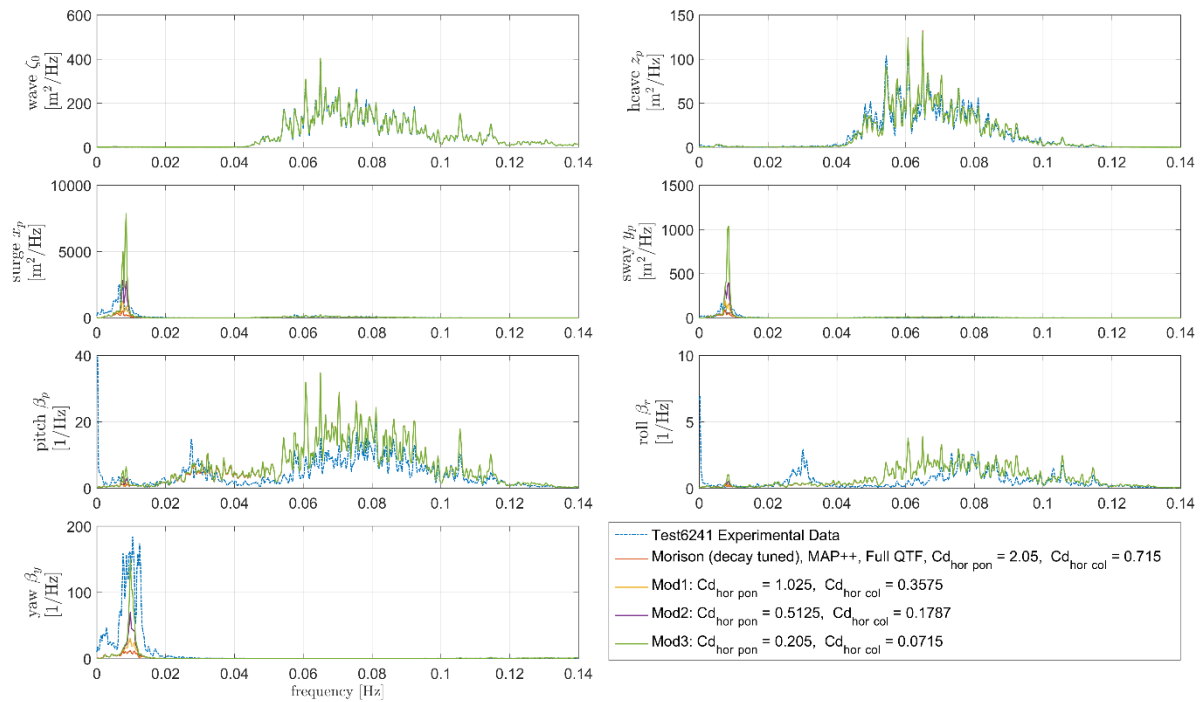 wave ζ0
[m2/Hz]
600
400
200
0
0 0.02 0.04 0.06 0.08 0.1 0.12 0.14
heave zp
[m2/Hz]
150
100
50
0
0 0.02 0.04 0.06 0.08 0.1 0.12 0.14
surge xp
[m2/Hz]
10000
5000
0
0 0.02 0.04 0.06 0.08 0.1 0.12 0.14
sway yp
[m2/Hz]
1500
1000
500
0
0 0.02 0.04 0.06 0.08 0.1 0.12 0.14
pitch βp
[1/Hz]
40
20
0
0 0.02 0.04 0.06 0.08 0.1 0.12 0.14
roll βr
[1/Hz]
10
5
0
0 0.02 0.04 0.06 0.08 0.1 0.12 0.14
yaw βy
[1/Hz]
200
100
0
0 0.02 0.04 0.06 0.08 0.1 0.12 0.14
frequency [Hz]
Test6241 Experimental Data
Morison (decay tuned), MAP++, Full QTF, Cdhor pon = 2.05, Cdhor col = 0.715
Mod1: Cdhor pon = 1.025, Cdhor col = 0.3575
Mod2: Cdhor pon = 0.5125, Cdhor col = 0.1787
Mod3: Cdhor pon = 0.205, Cdhor col = 0.0715